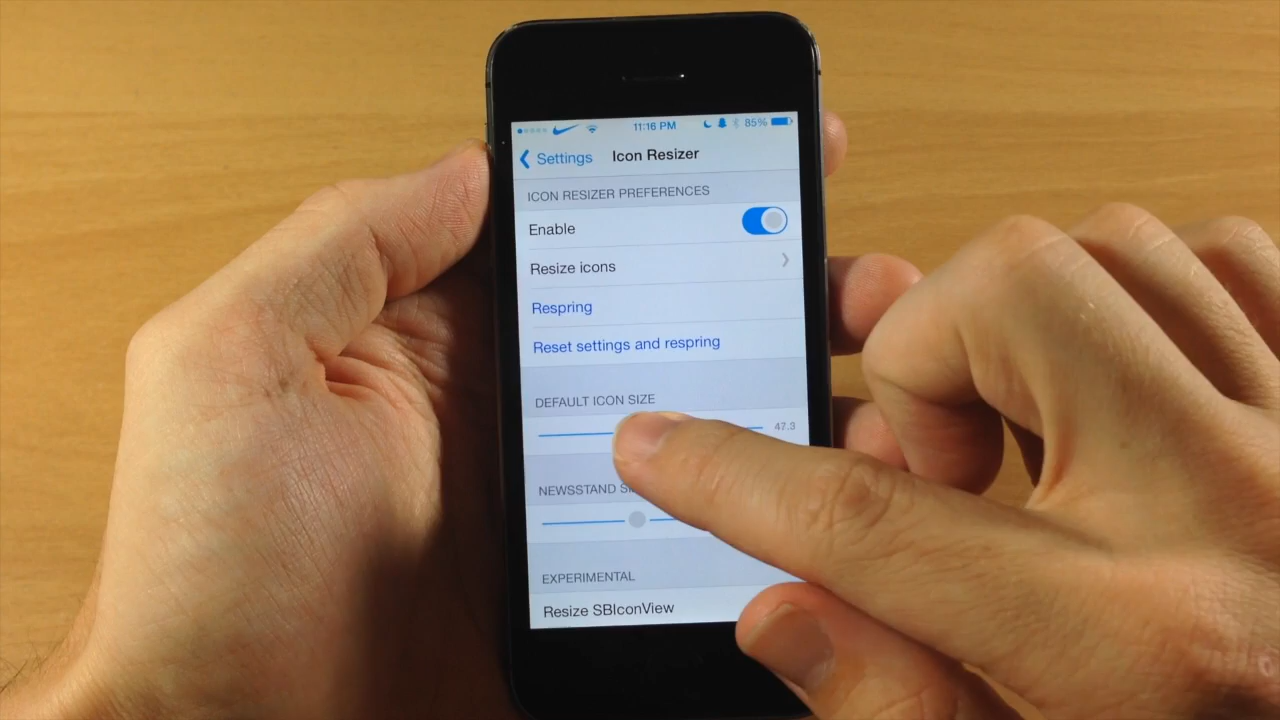 11:16 PM 85%
Settings Icon Resizer
ICON RESIZER PREFERENCES
Enable
Resize icons
Respring
Reset settings and respring
DEFAULT ICON SIZE
47.3
NEWSSTAND
EXPERIMENTAL
Resize SBIconView